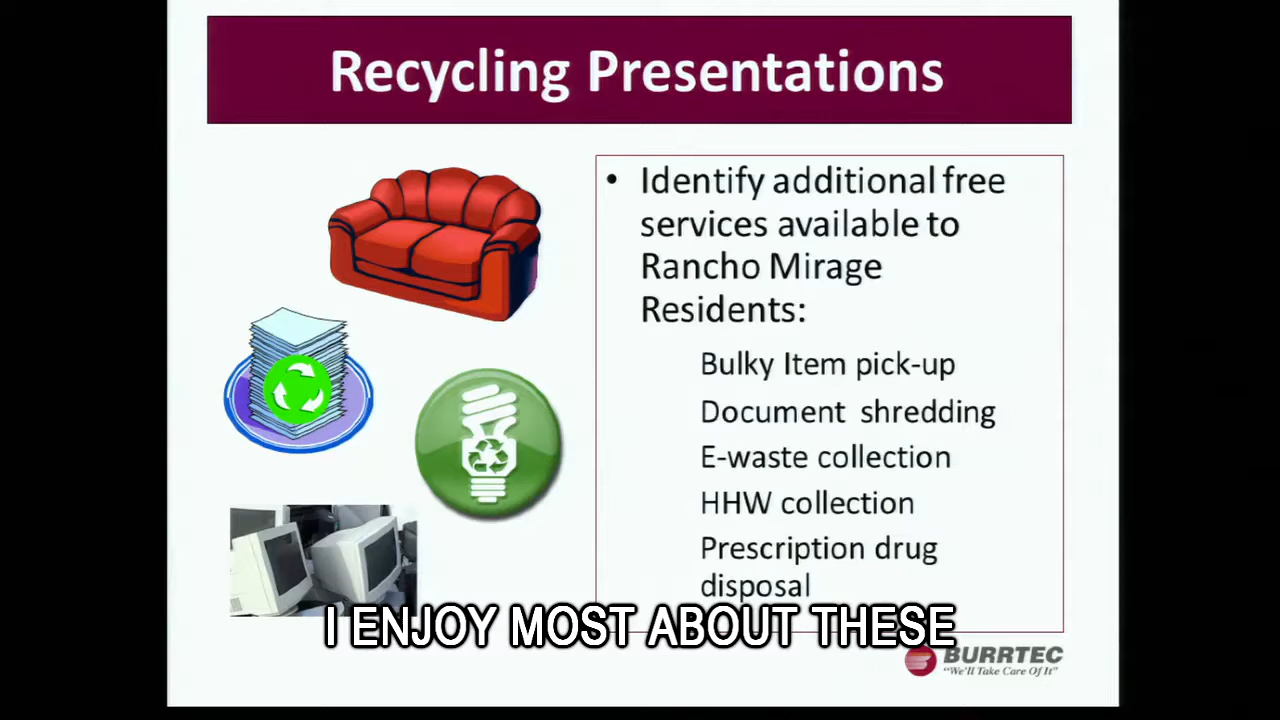 Recycling Presentations
• Identify additional free
services available to
Rancho Mirage
Residents:
Bulky Item pick-up
Document shredding
E-waste collection
HHW collection
Prescription drug
disposal
I ENJOY MOST ABOUT THESE
BURRTEC
"We'll Take Care Of It"